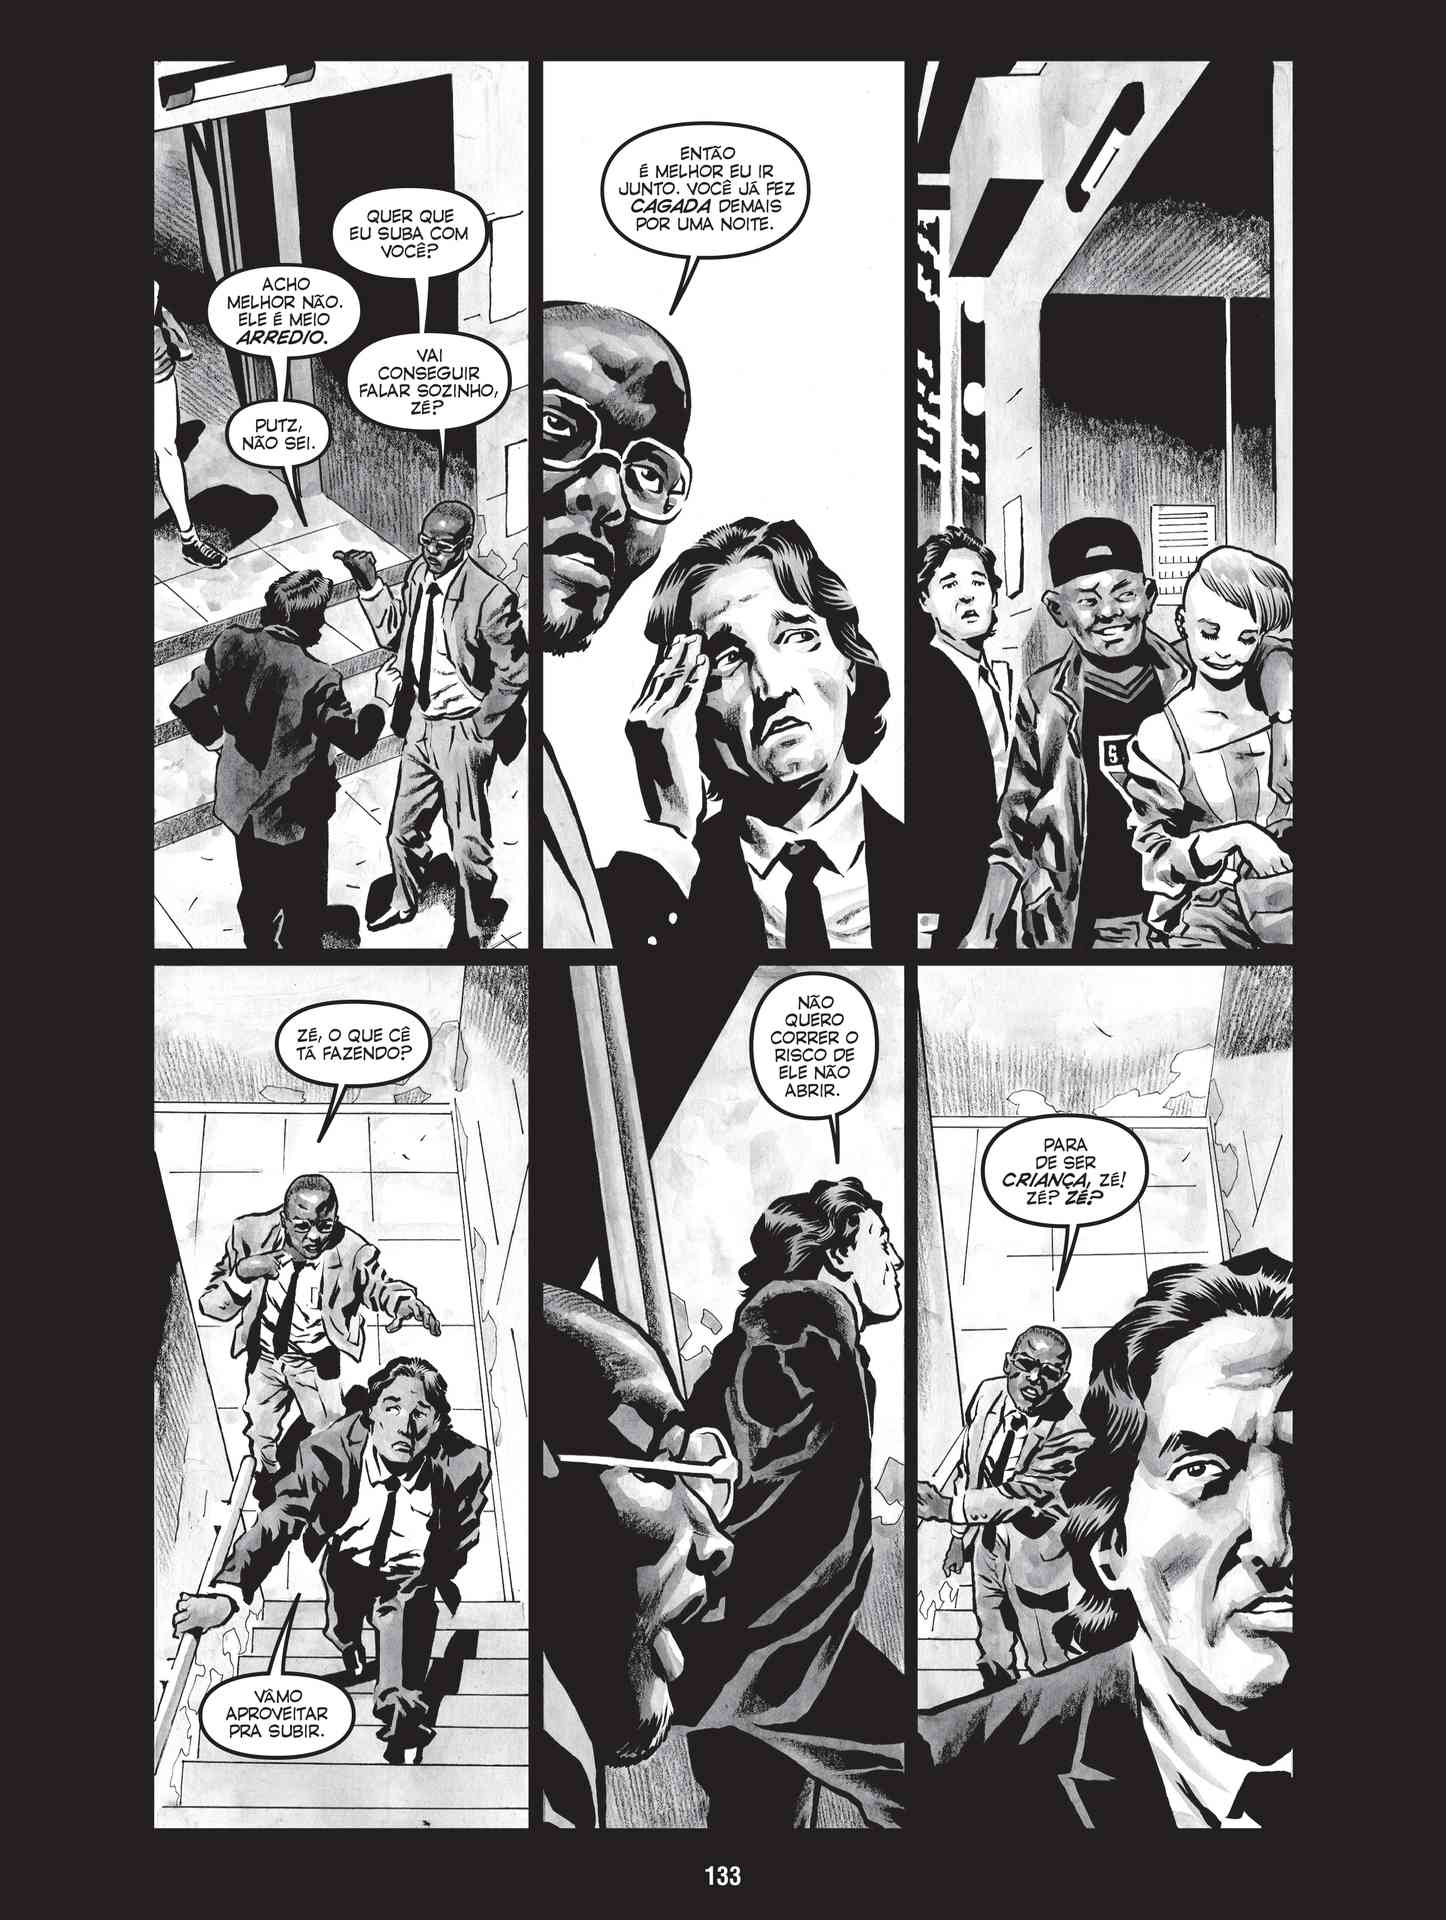 QUER QUE
EU SUBA COM
VOCÊ?
ACHO
MELHOR NÃO.
ELE É MEIO
ARREDIO.
VAI
CONSEGUIR
FALAR SOZINHO,
ZÉ?
PUTZ,
NÃO SEI.
ENTÃO
É MELHOR EU IR
JUNTO. VOCÊ JÁ FEZ
CAGADA DEMAIS
POR UMA NOITE.
S
ZÉ, O QUE CÊ
TÁ FAZENDO?
VÂMO
APROVEITAR
PRA SUBIR.
NÃO
QUERO
CORRER O
RISCO DE
ELE NÃO
ABRIR.
PARA
DE SER
CRIANÇA, ZÉ!
ZÉ? ZÉ?
133